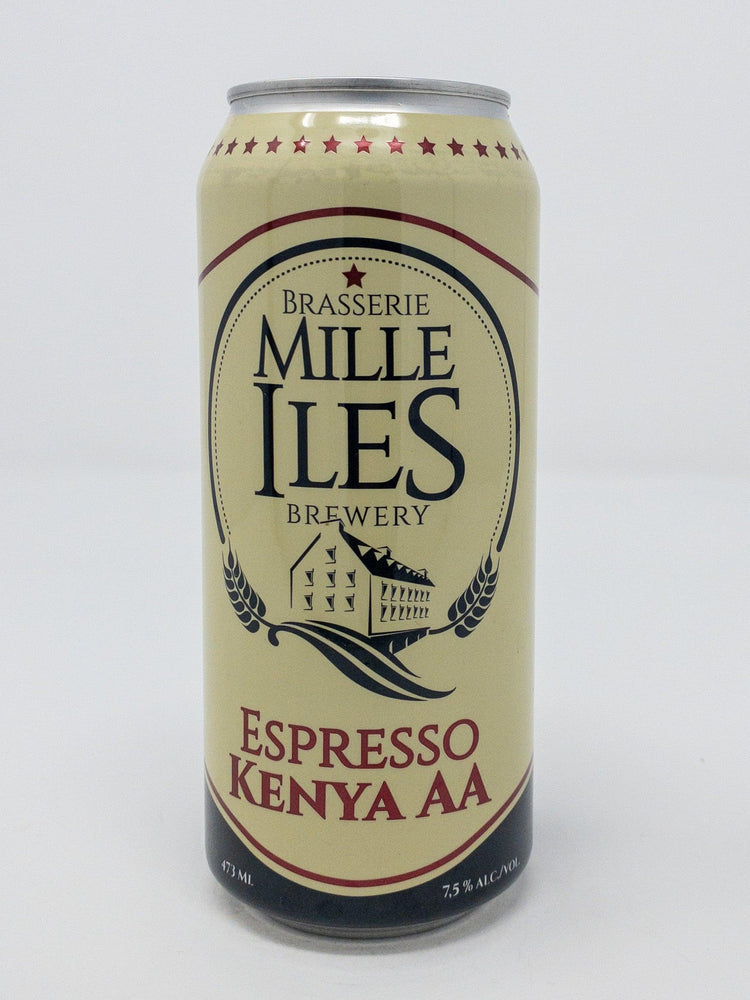 Brasserie
Mille
Iles
Brewery
Espresso
Kenya AA
473 ml
7,5 % alc./vol.